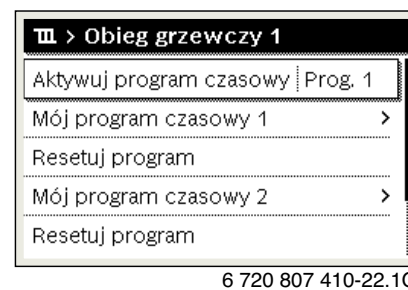 > Obieg grzewczy 1
Aktywuj program czasowy Prog. 1
Mój program czasowy 1 >
Resetuj program
Mój program czasowy 2 >
Resetuj program
6 720 807 410-22.1O